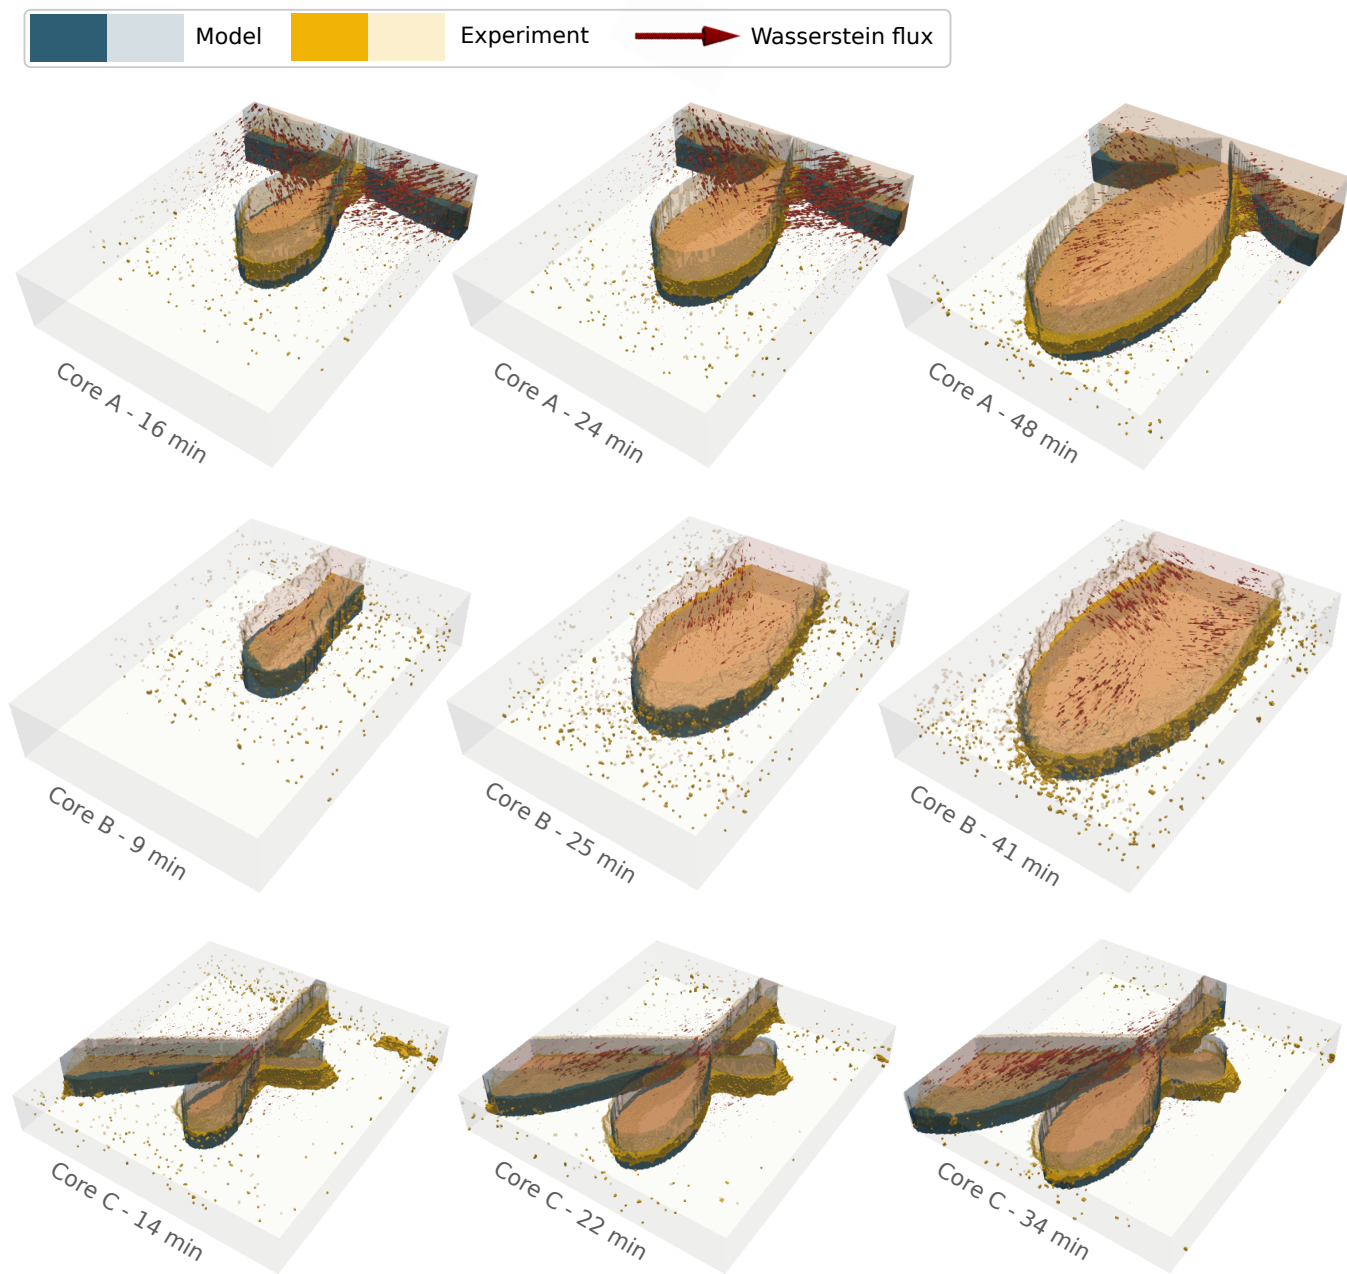 Model Experiment Wasserstein flux
Core A - 16 min
Core A - 24 min
Core A - 48 min
Core B - 9 min
Core B - 25 min
Core B - 41 min
Core C - 14 min
Core C - 22 min
Core C - 34 min